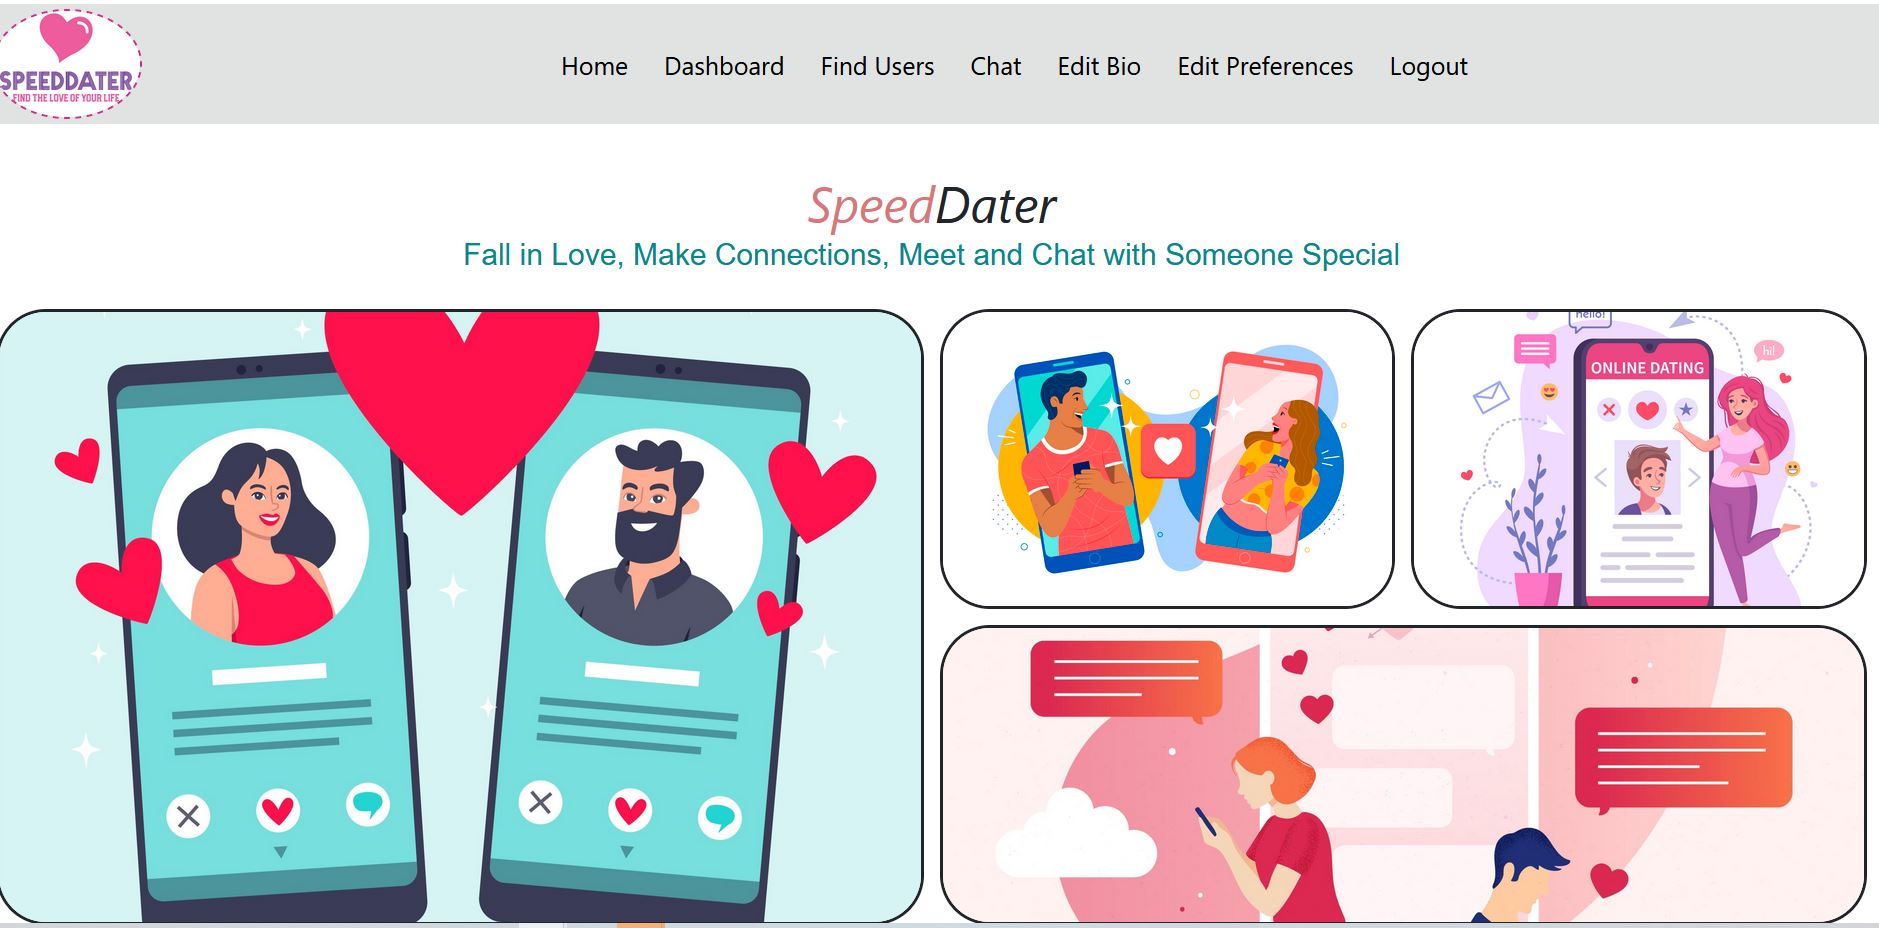 SPEEDDATER
FIND THE LOVE OF YOUR LIFE
Home Dashboard Find Users Chat Edit Bio Edit Preferences Logout
SpeedDater
Fall in Love, Make Connections, Meet and Chat with Someone Special
hello!
hi!
ONLINE DATING